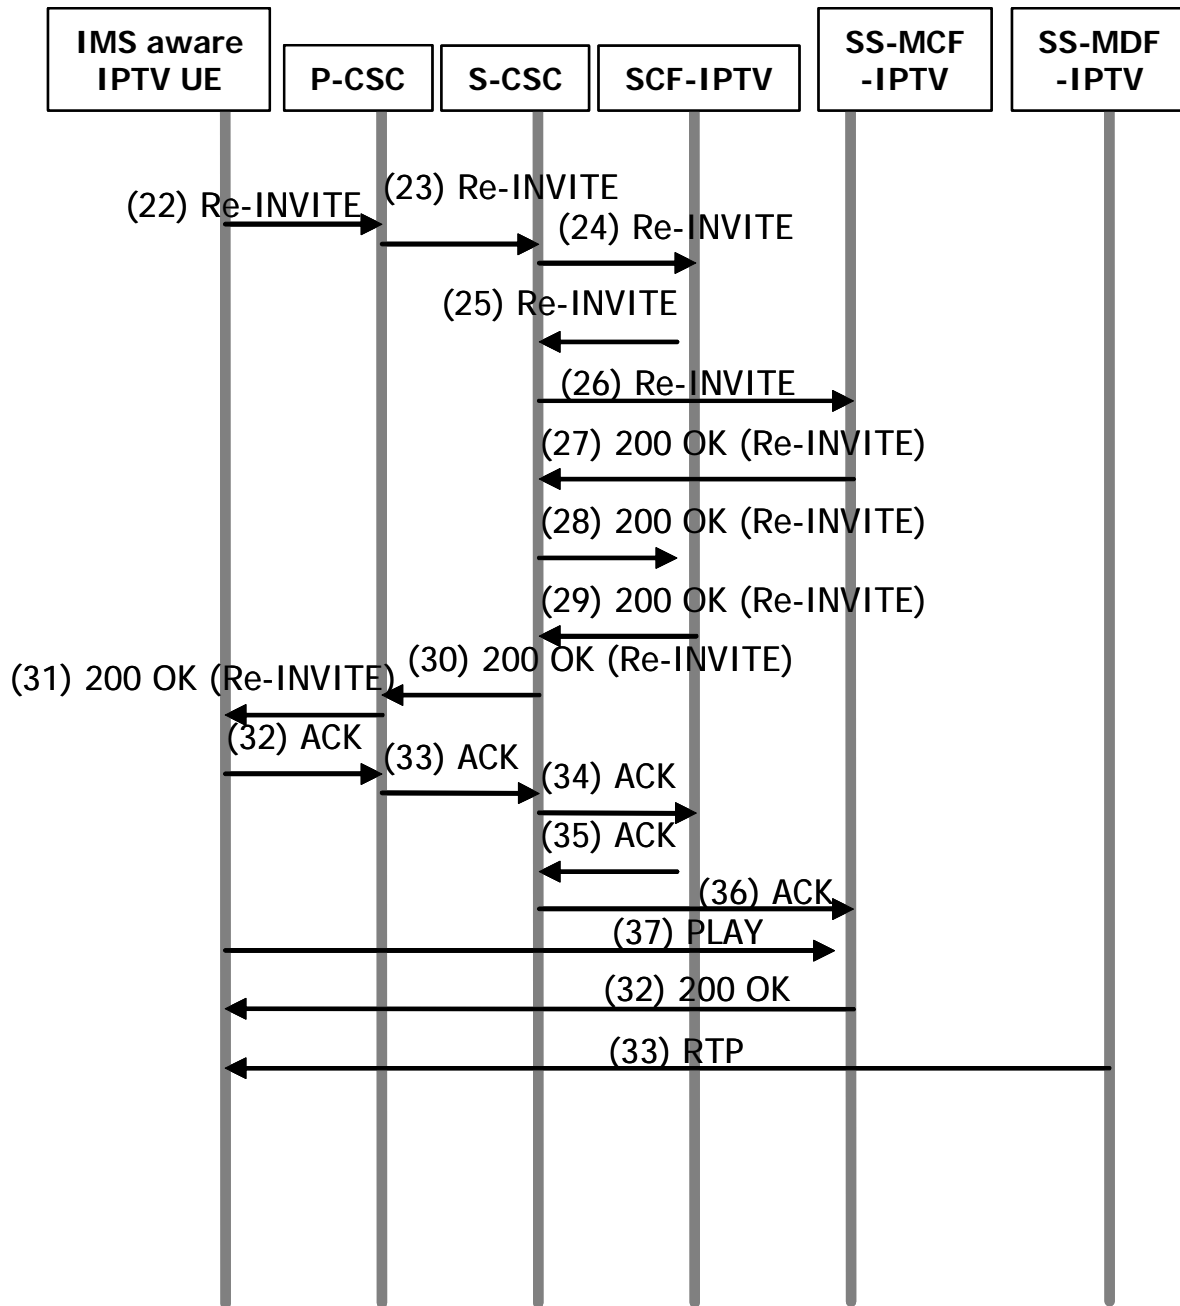 IMS aware
IPTV UE
P-CSC
S-CSC
SCF-IPTV
SS-MCF
-IPTV
SS-MDF
-IPTV
(22) Re-INVITE
(23) Re-INVITE
(24) Re-INVITE
(25) Re-INVITE
(26) Re-INVITE
(27) 200 OK (Re-INVITE)
(28) 200 OK (Re-INVITE)
(29) 200 OK (Re-INVITE)
(30) 200 OK (Re-INVITE)
(31) 200 OK (Re-INVITE)
(32) ACK
(33) ACK
(34) ACK
(35) ACK
(36) ACK
(37) PLAY
(32) 200 OK
(33) RTP